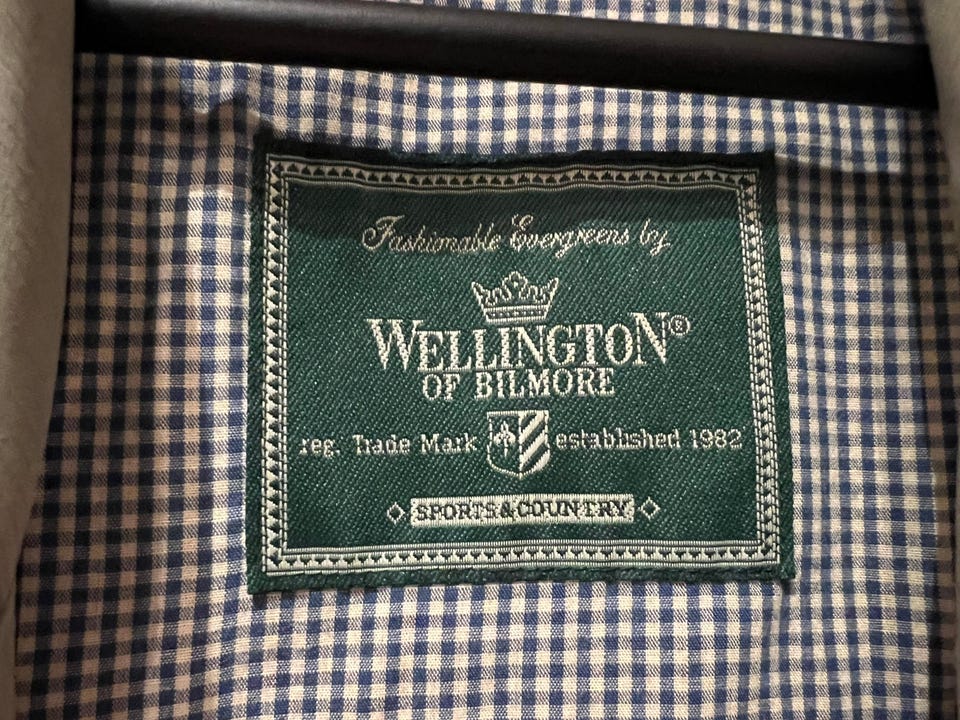 Fashionable Evergreens by
WELLINGTON®
OF BILMORE
reg. Trade Mark established 1982
SPORTS & COUNTRY